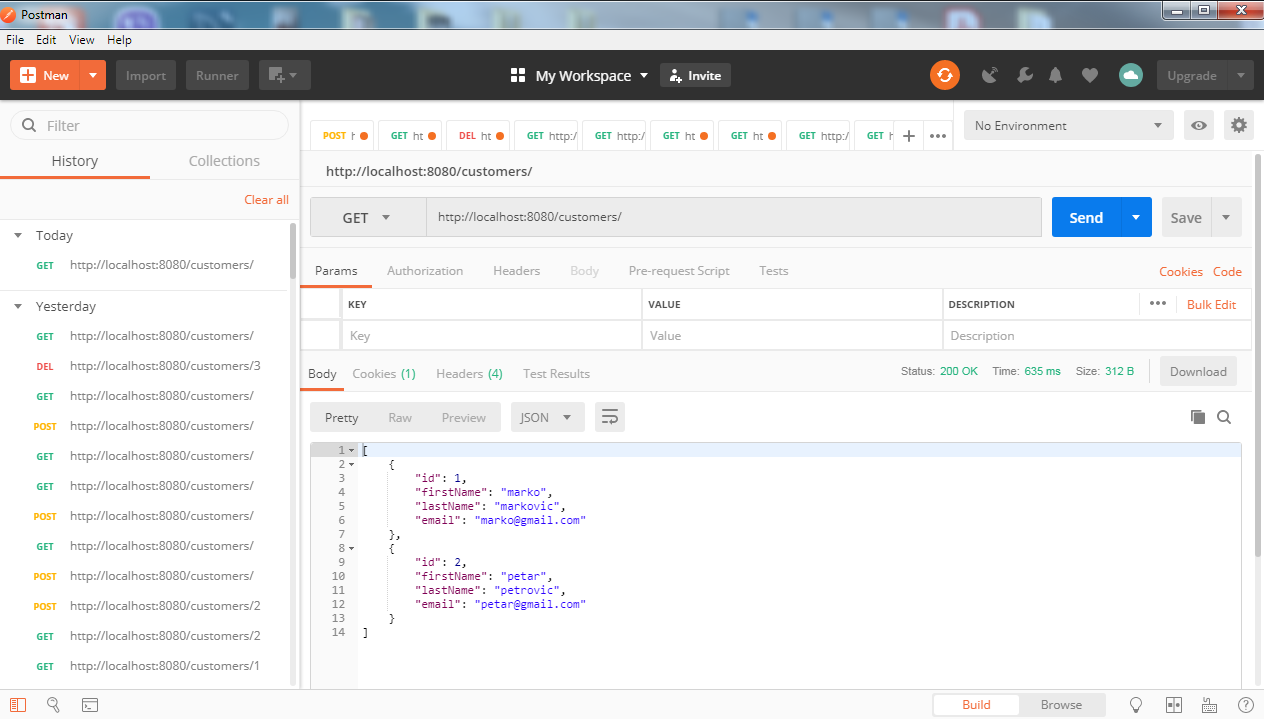 Postman
File Edit View Help
New Import Runner My Workspace Invite Upgrade
Filter
History Collections
Clear all
Today
GET http://localhost:8080/customers/
Yesterday
GET http://localhost:8080/customers/
DEL http://localhost:8080/customers/3
GET http://localhost:8080/customers/
POST http://localhost:8080/customers/
GET http://localhost:8080/customers/
GET http://localhost:8080/customers/
POST http://localhost:8080/customers/
GET http://localhost:8080/customers/
POST http://localhost:8080/customers/
POST http://localhost:8080/customers/2
GET http://localhost:8080/customers/2
GET http://localhost:8080/customers/1
POST h GET ht DEL ht GET http:/ GET http:/ GET ht GET ht GET http:/ GET h
No Environment
http://localhost:8080/customers/
GET http://localhost:8080/customers/ Send Save
Params Authorization Headers Body Pre-request Script Tests Cookies Code
KEY VALUE DESCRIPTION Bulk Edit
Key Value Description
Body Cookies (1) Headers (4) Test Results Status: 200 OK Time: 635 ms Size: 312 B Download
Pretty Raw Preview JSON
1 [
2 {
3 "id": 1,
4 "firstName": "marko",
5 "lastName": "markovic",
6 "email": "marko@gmail.com"
7 },
8 {
9 "id": 2,
10 "firstName": "petar",
11 "lastName": "petrovic",
12 "email": "petar@gmail.com"
13 }
14 ]
Build Browse